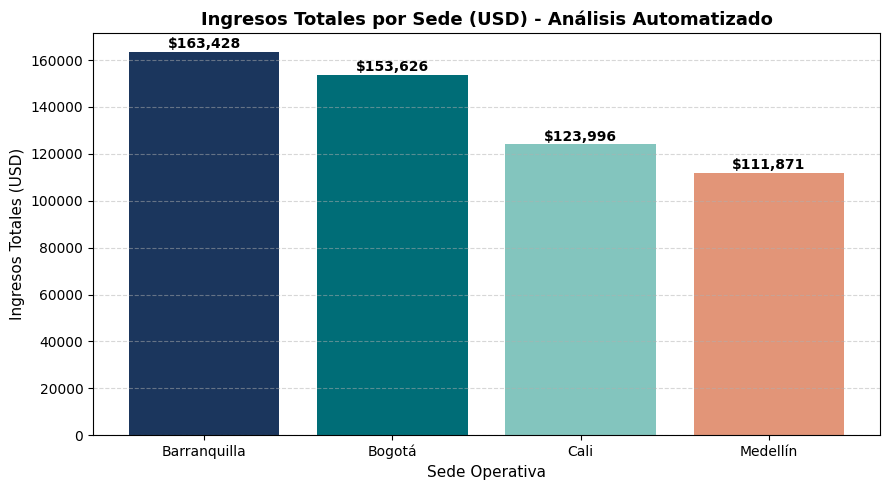 Ingresos Totales por Sede (USD) - Análisis Automatizado
$163,428
$153,626
$123,996
$111,871
160000
140000
120000
100000
80000
60000
40000
20000
0
Ingresos Totales (USD)
Barranquilla
Bogotá
Cali
Medellín
Sede Operativa